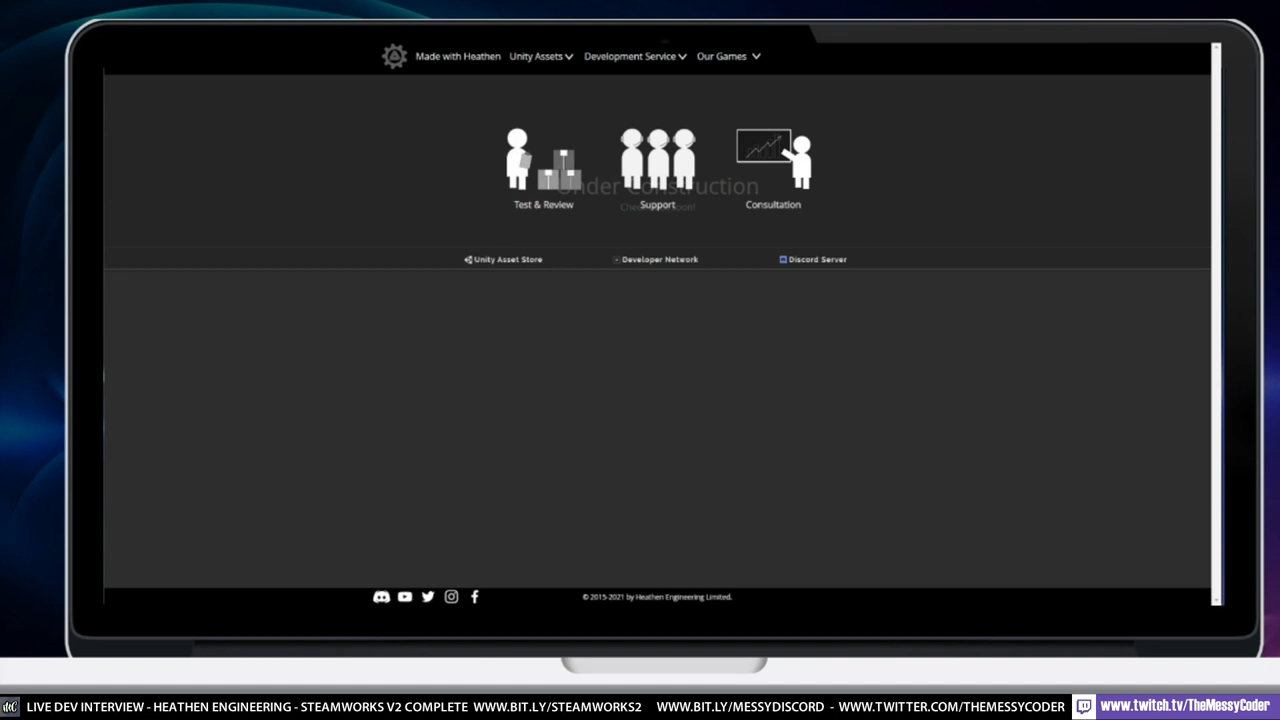 Made with Heathen Unity Assets Development Service Our Games
Under Construction
Test & Review Support Consultation
Unity Asset Store Developer Network Discord Server
© 2015-2021 by Heathen Engineering Limited.
LIVE DEV INTERVIEW - HEATHEN ENGINEERING - STEAMWORKS V2 COMPLETE WWW.BIT.LY/STEAMWORKS2 WWW.BIT.LY/MESSYDISCORD - WWW.TWITTER.COM/THEMESSYCODER www.twitch.tv/TheMessyCoder